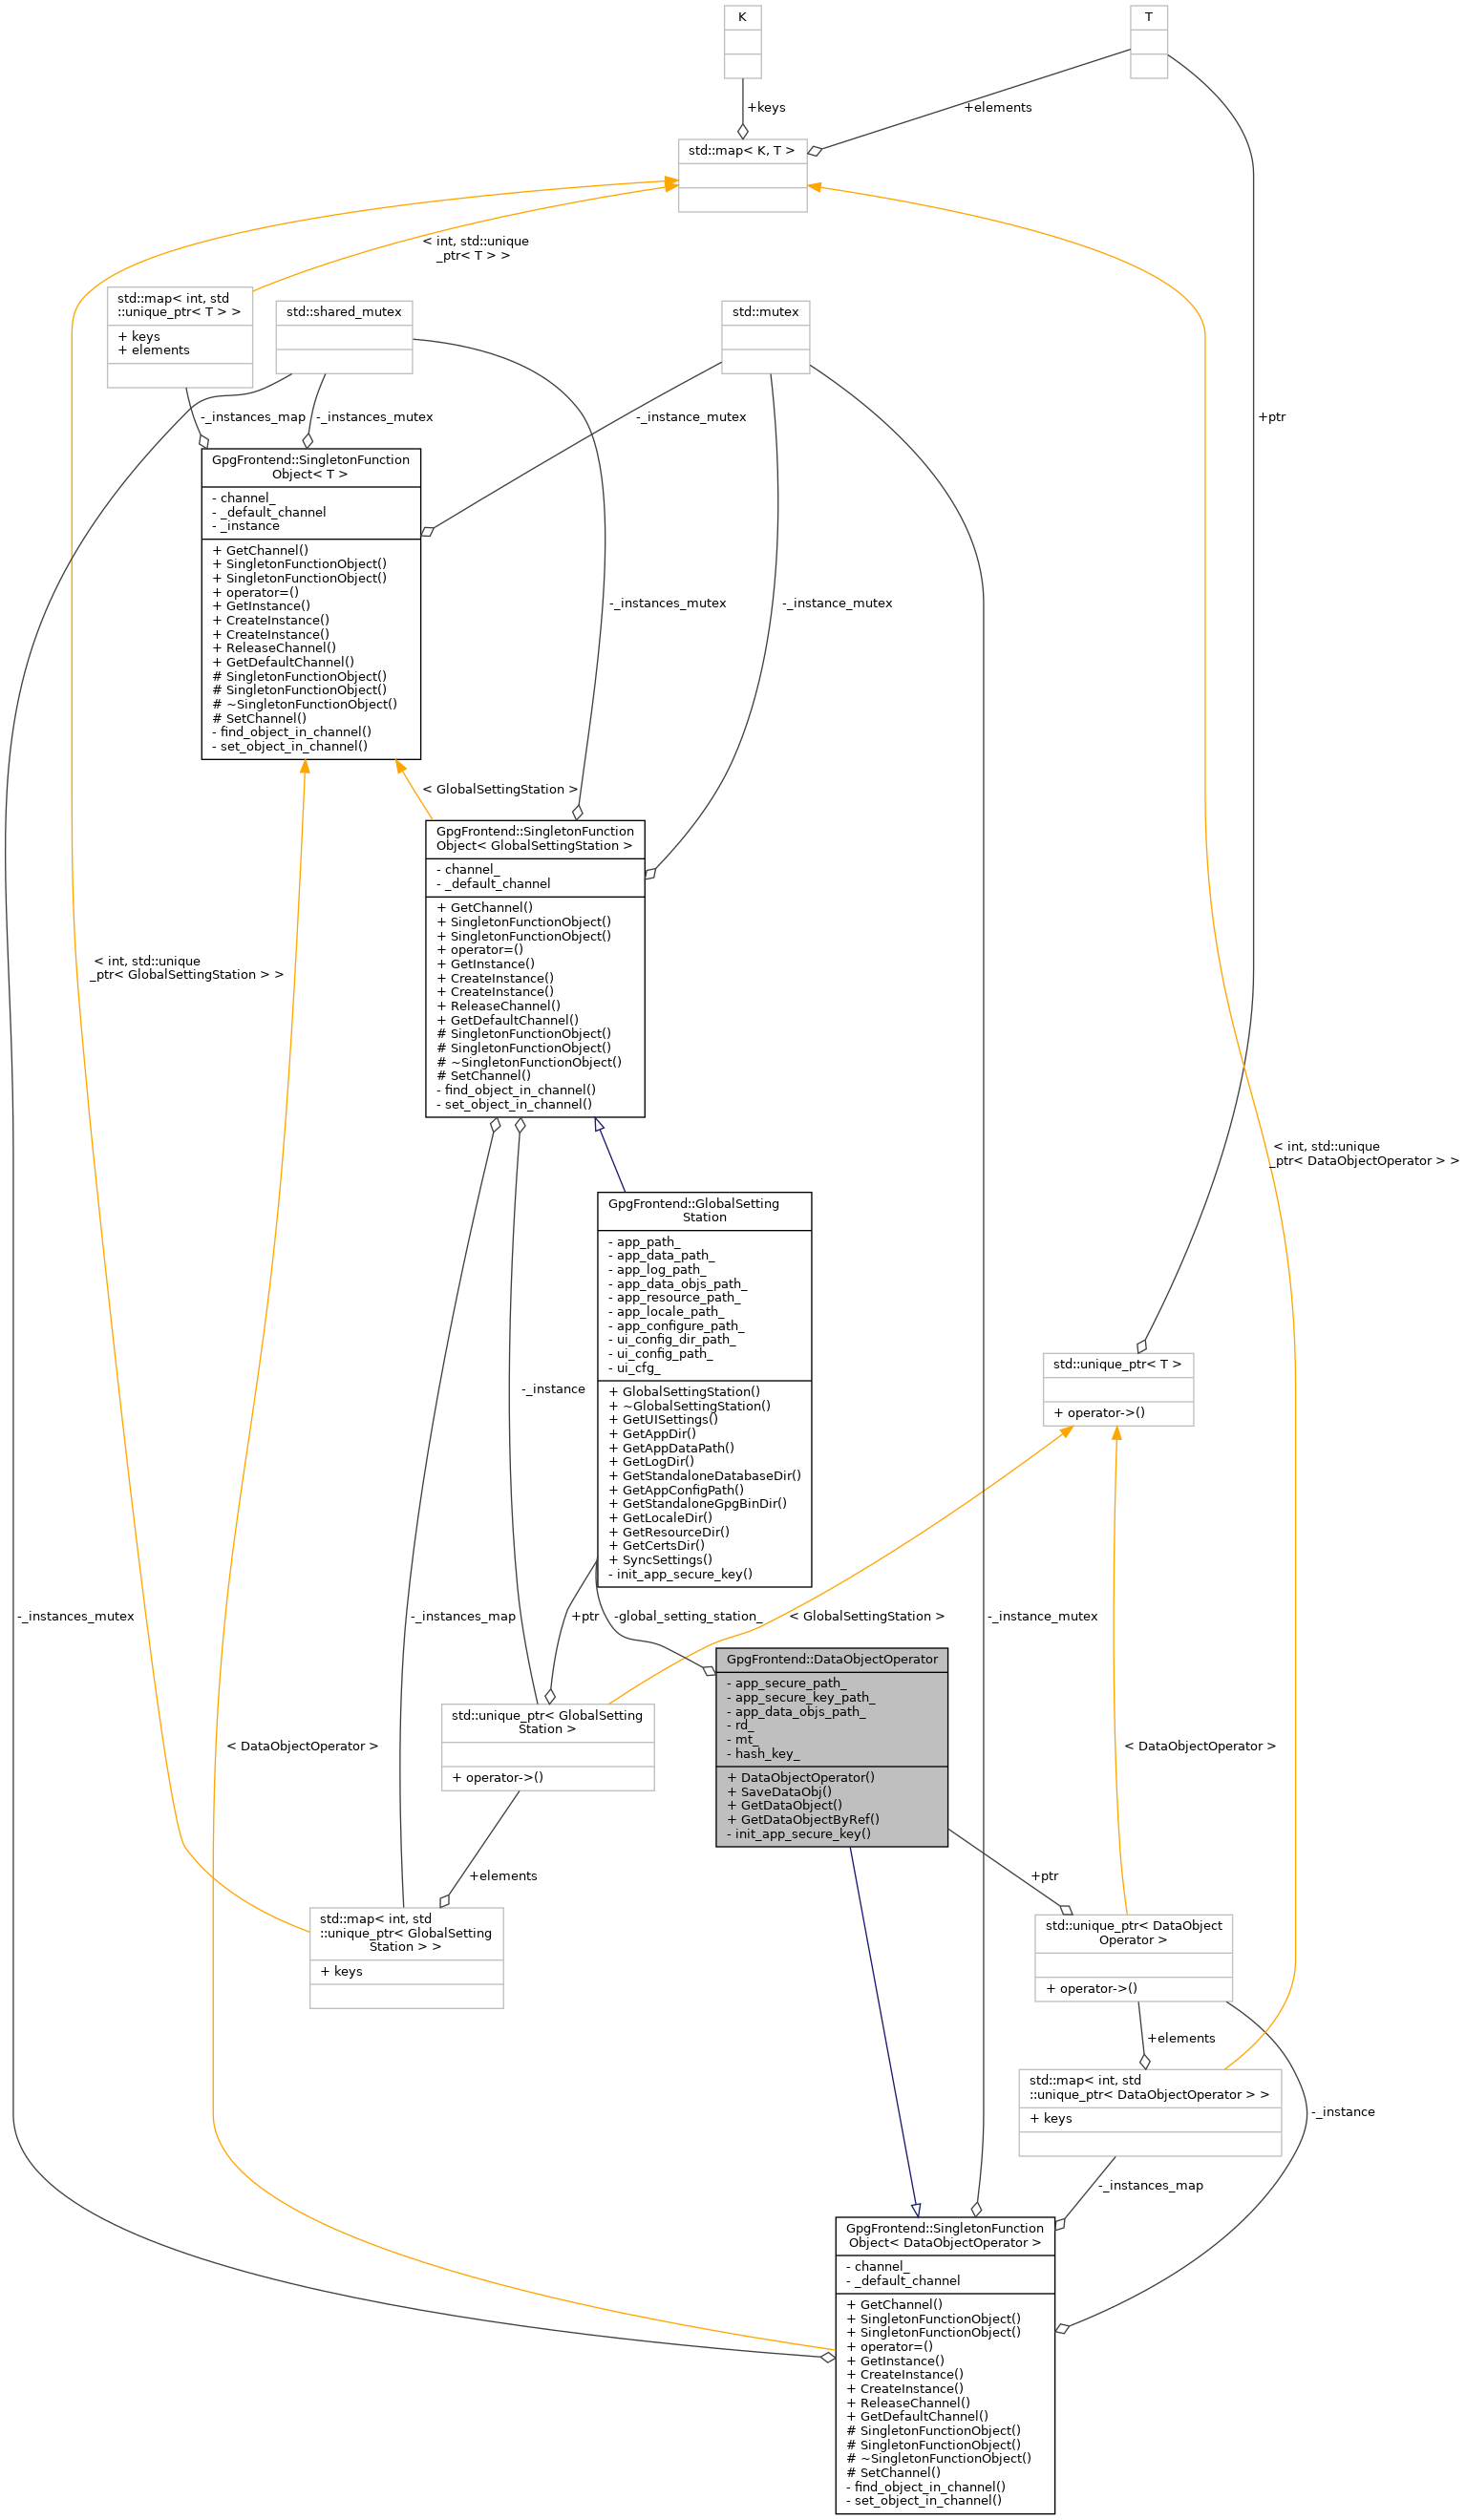 K
T
+keys
+elements
std::map< K, T >
< int, std::unique
_ptr< T > >
std::map< int, std
::unique_ptr< T > >
+ keys
+ elements
std::shared_mutex
std::mutex
-_instances_map
-_instances_mutex
-_instance_mutex
+ptr
GpgFrontend::SingletonFunction
Object< T >
- channel_
- _default_channel
- _instance
+ GetChannel()
+ SingletonFunctionObject()
+ SingletonFunctionObject()
+ operator=()
+ GetInstance()
+ CreateInstance()
+ CreateInstance()
+ ReleaseChannel()
+ GetDefaultChannel()
# SingletonFunctionObject()
# SingletonFunctionObject()
# ~SingletonFunctionObject()
# SetChannel()
- find_object_in_channel()
- set_object_in_channel()
-_instances_mutex
-_instance_mutex
< GlobalSettingStation >
GpgFrontend::SingletonFunction
Object< GlobalSettingStation >
- channel_
- _default_channel
+ GetChannel()
+ SingletonFunctionObject()
+ SingletonFunctionObject()
+ operator=()
+ GetInstance()
+ CreateInstance()
+ CreateInstance()
+ ReleaseChannel()
+ GetDefaultChannel()
# SingletonFunctionObject()
# SingletonFunctionObject()
# ~SingletonFunctionObject()
# SetChannel()
- find_object_in_channel()
- set_object_in_channel()
< int, std::unique
_ptr< GlobalSettingStation > >
< int, std::unique
_ptr< DataObjectOperator > >
GpgFrontend::GlobalSetting
Station
- app_path_
- app_data_path_
- app_log_path_
- app_data_objs_path_
- app_resource_path_
- app_locale_path_
- app_configure_path_
- ui_config_dir_path_
- ui_config_path_
- ui_cfg_
+ GlobalSettingStation()
+ ~GlobalSettingStation()
+ GetUISettings()
+ GetAppDir()
+ GetAppDataPath()
+ GetLogDir()
+ GetStandaloneDatabaseDir()
+ GetAppConfigPath()
+ GetStandaloneGpgBinDir()
+ GetLocaleDir()
+ GetResourceDir()
+ GetCertsDir()
+ SyncSettings()
- init_app_secure_key()
-_instance
std::unique_ptr< T >
+ operator->()
-_instances_mutex
-_instances_map
+ptr
-global_setting_station_
< GlobalSettingStation >
-_instance_mutex
GpgFrontend::DataObjectOperator
- app_secure_path_
- app_secure_key_path_
- app_data_objs_path_
- rd_
- mt_
- hash_key_
+ DataObjectOperator()
+ SaveDataObj()
+ GetDataObject()
+ GetDataObjectByRef()
- init_app_secure_key()
std::unique_ptr< GlobalSetting
Station >
+ operator->()
< DataObjectOperator >
< DataObjectOperator >
+elements
+ptr
std::map< int, std
::unique_ptr< GlobalSetting
Station > >
+ keys
std::unique_ptr< DataObject
Operator >
+ operator->()
+elements
std::map< int, std
::unique_ptr< DataObjectOperator > >
+ keys
-_instance
-_instances_map
GpgFrontend::SingletonFunction
Object< DataObjectOperator >
- channel_
- _default_channel
+ GetChannel()
+ SingletonFunctionObject()
+ SingletonFunctionObject()
+ operator=()
+ GetInstance()
+ CreateInstance()
+ CreateInstance()
+ ReleaseChannel()
+ GetDefaultChannel()
# SingletonFunctionObject()
# SingletonFunctionObject()
# ~SingletonFunctionObject()
# SetChannel()
- find_object_in_channel()
- set_object_in_channel()